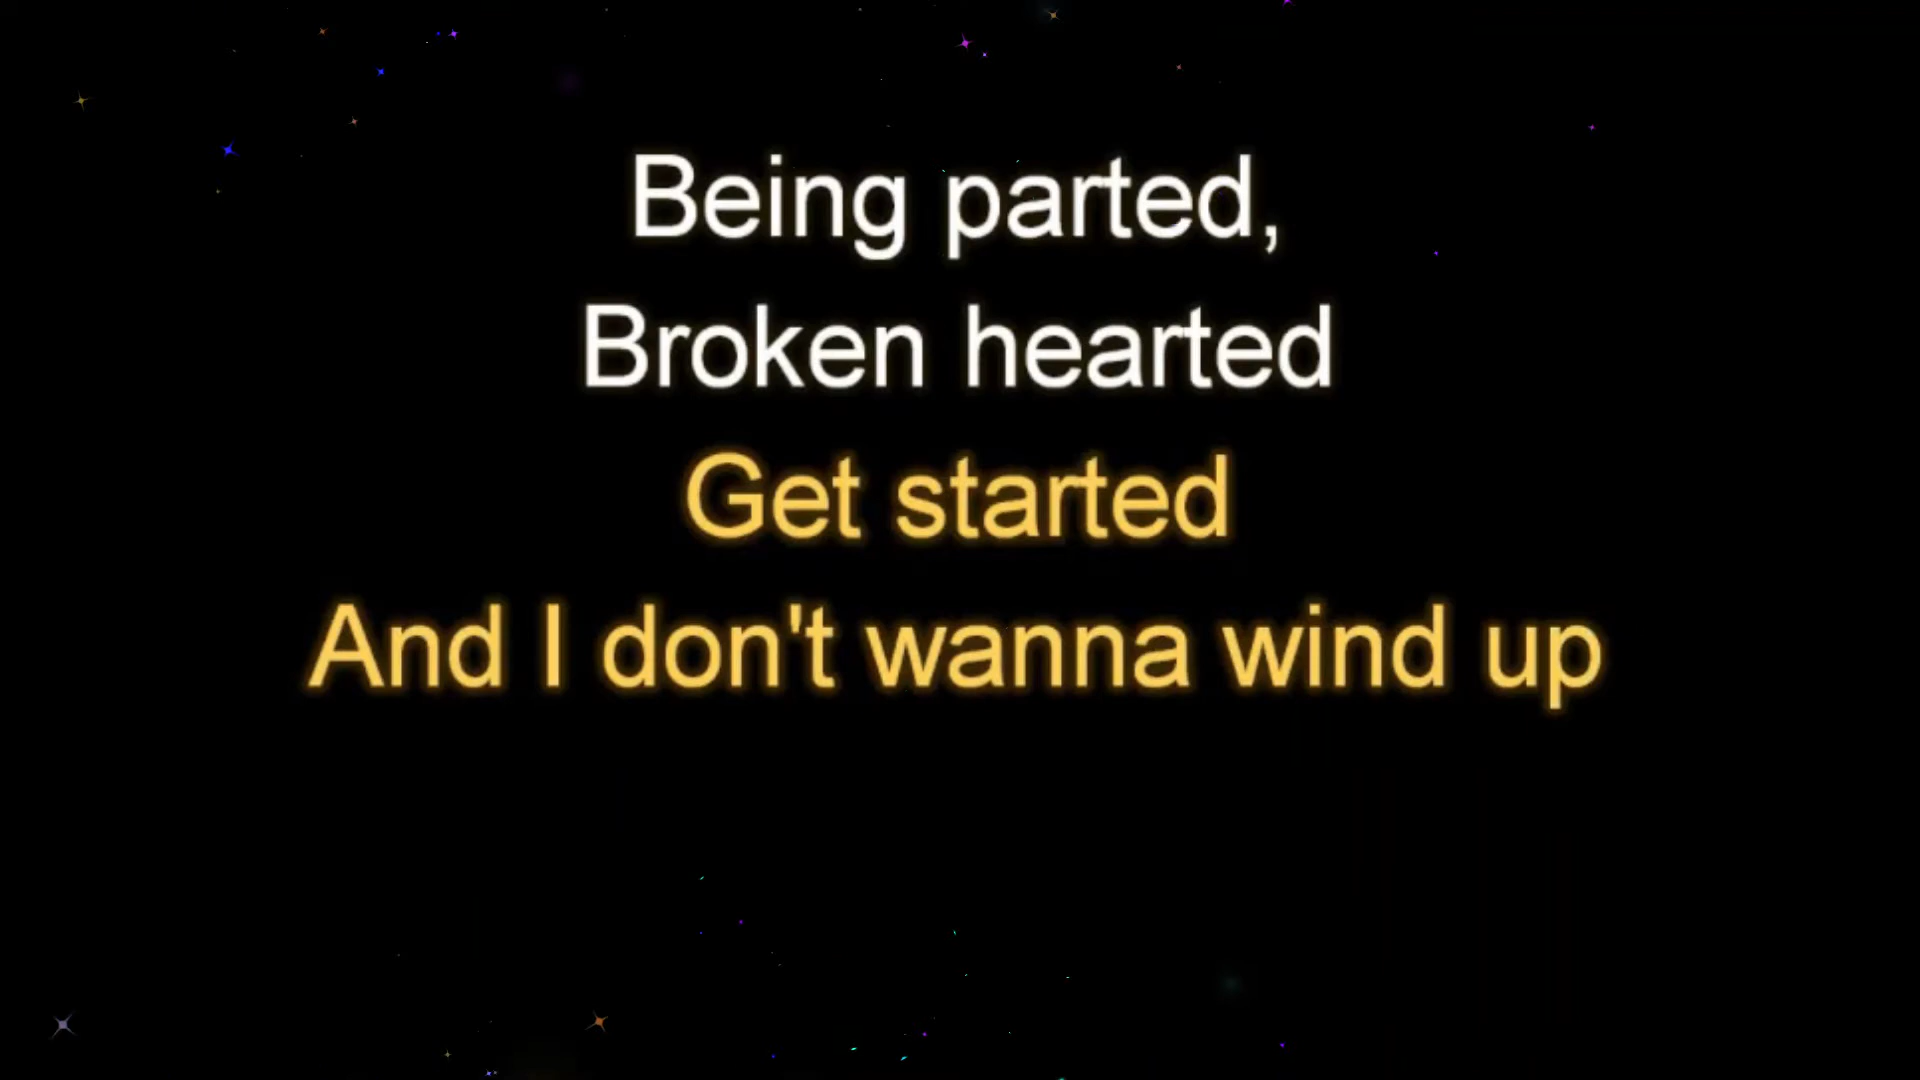 Being parted,
Broken hearted
Get started
And I don't wanna wind up